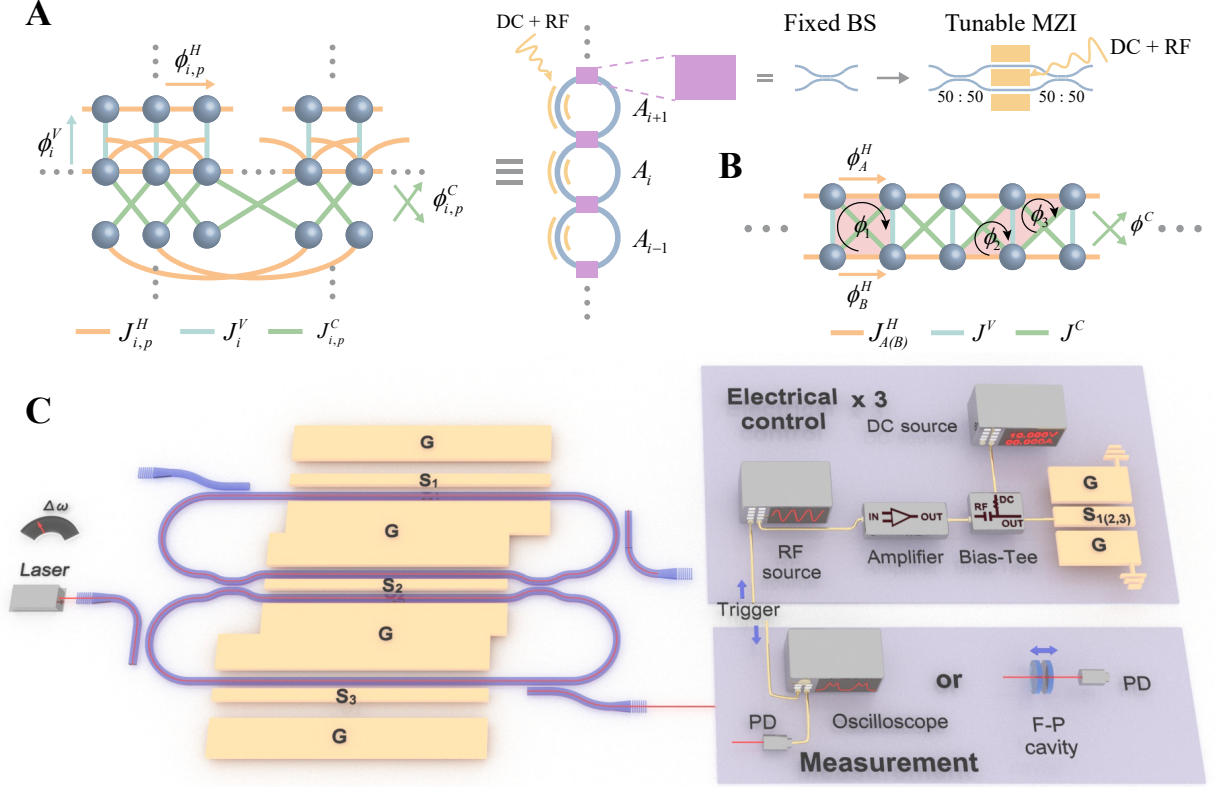 A
ϕ^H_{i,p}
ϕ^V_i
ϕ^C_{i,p}
J^H_{i,p}
J^V_i
J^C_{i,p}
DC + RF
A_{i+1}
A_i
A_{i−1}
Fixed BS
Tunable MZI
DC + RF
50 : 50
50 : 50
B
ϕ^H_A
ϕ_1
ϕ_2
ϕ_3
ϕ^C
ϕ^H_B
J^H_{A(B)}
J^V
J^C
C
Δω
Laser
G
S_1
G
S_2
G
S_3
G
Electrical
control
x 3
DC source
10.000V
00.000A
RF
source
IN
OUT
Amplifier
RF
DC
OUT
Bias-Tee
G
S_{1(2,3)}
G
Trigger
PD
Oscilloscope
or
F-P
cavity
PD
Measurement